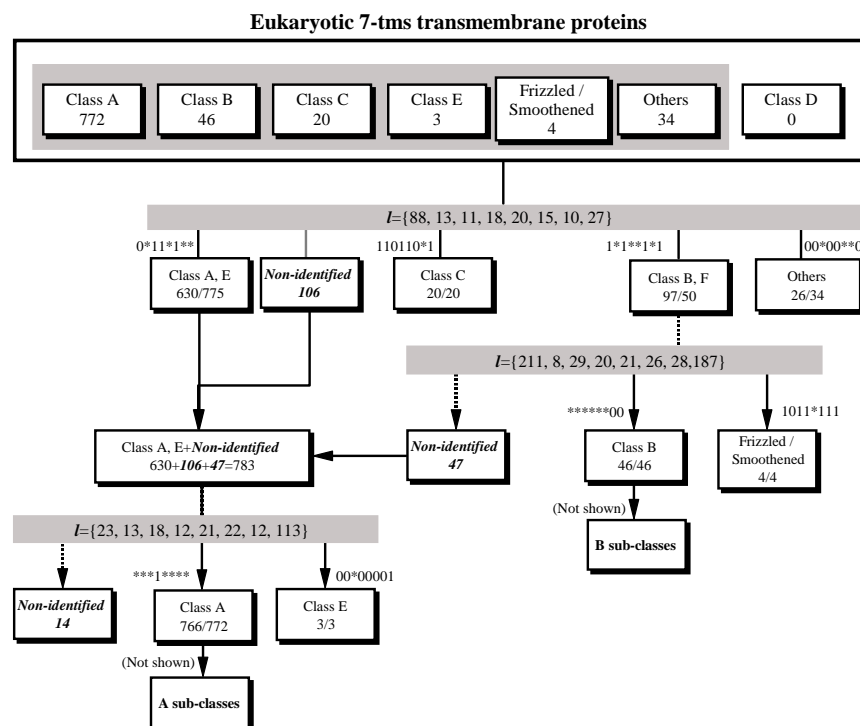 Eukaryotic 7-tms transmembrane proteins
Class A
772
Class B
46
Class C
20
Class E
3
Frizzled /
Smoothened
4
Others
34
Class D
0
l={88, 13, 11, 18, 20, 15, 10, 27}
0*11*1**
110110*1
1*1**1*1
00*00**0
Class A, E
630/775
Non-identified
106
Class C
20/20
Class B, F
97/50
Others
26/34
l={211, 8, 29, 20, 21, 26, 28,187}
******00
1011*111
Class A, E+Non-identified
630+106+47=783
Non-identified
47
Class B
46/46
Frizzled /
Smoothened
4/4
(Not shown)
B sub-classes
l={23, 13, 18, 12, 21, 22, 12, 113}
***1****
00*00001
Non-identified
14
Class A
766/772
Class E
3/3
(Not shown)
A sub-classes